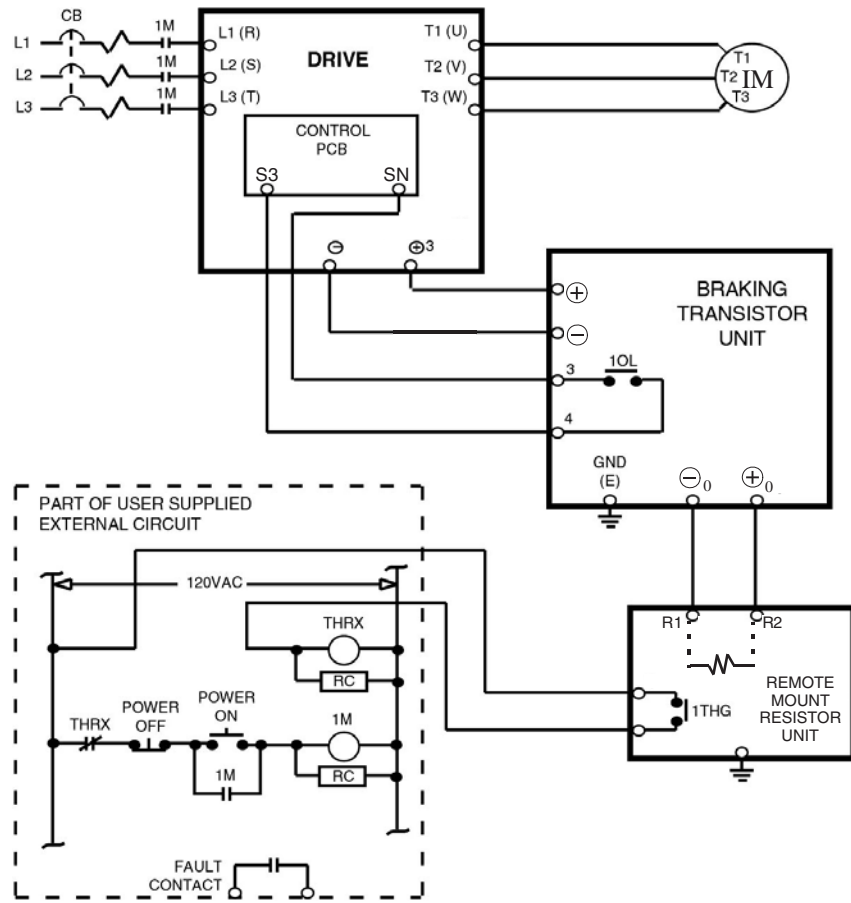 CB
1M
L1
L1 (R)
T1 (U)
DRIVE
T1
1M
L2
L2 (S)
T2 (V)
T2
IM
1M
L3
L3 (T)
T3 (W)
T3
CONTROL
PCB
S3
SN
⊖
⊕3
⊕
BRAKING
TRANSISTOR
UNIT
⊖
3
1OL
4
GND
(E)
⊖0
⊕0
PART OF USER SUPPLIED
EXTERNAL CIRCUIT
120VAC
THRX
RC
R1
R2
REMOTE
MOUNT
RESISTOR
UNIT
1THG
THRX
POWER
OFF
POWER
ON
1M
RC
1M
FAULT
CONTACT